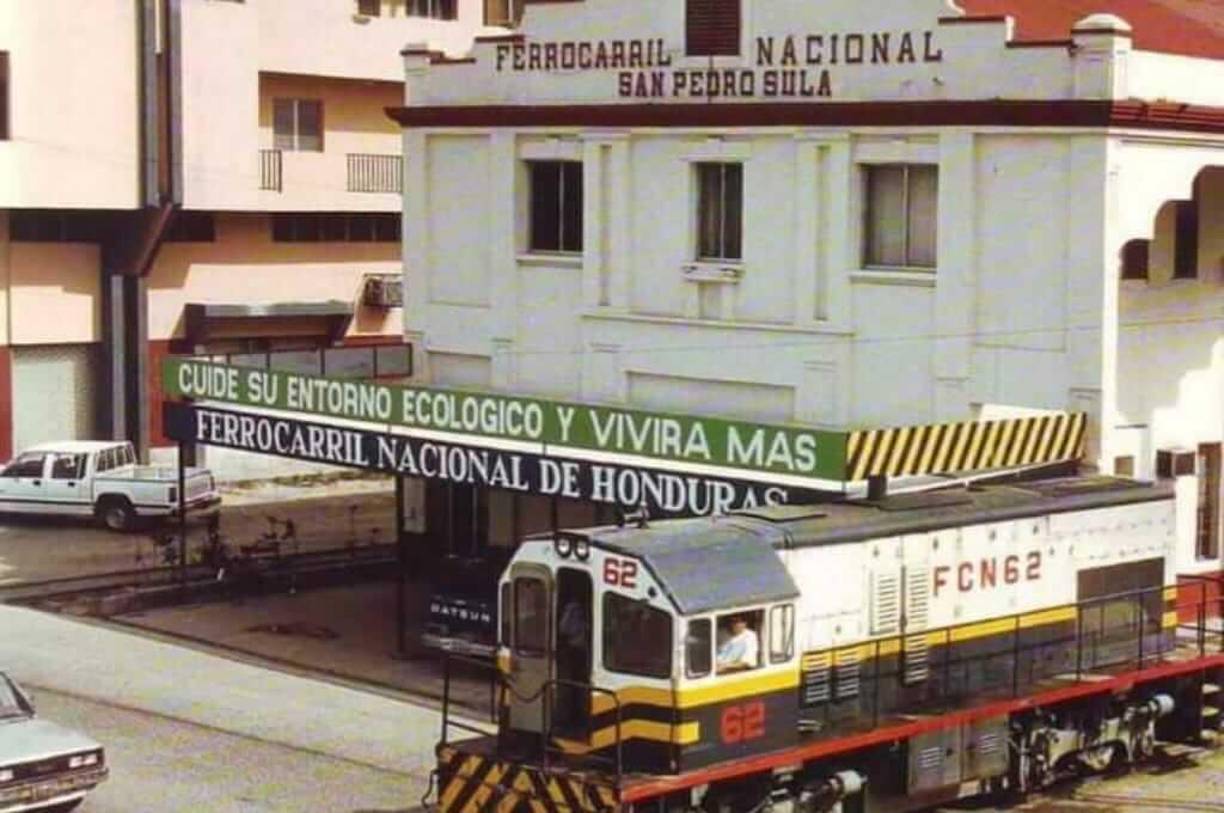 FERROCARRIL NACIONAL
SAN PEDRO SULA
CUIDE SU ENTORNO ECOLOGICO Y VIVIRA MAS
FERROCARRIL NACIONAL DE HONDURAS
62
FCN62
DATSUN
62